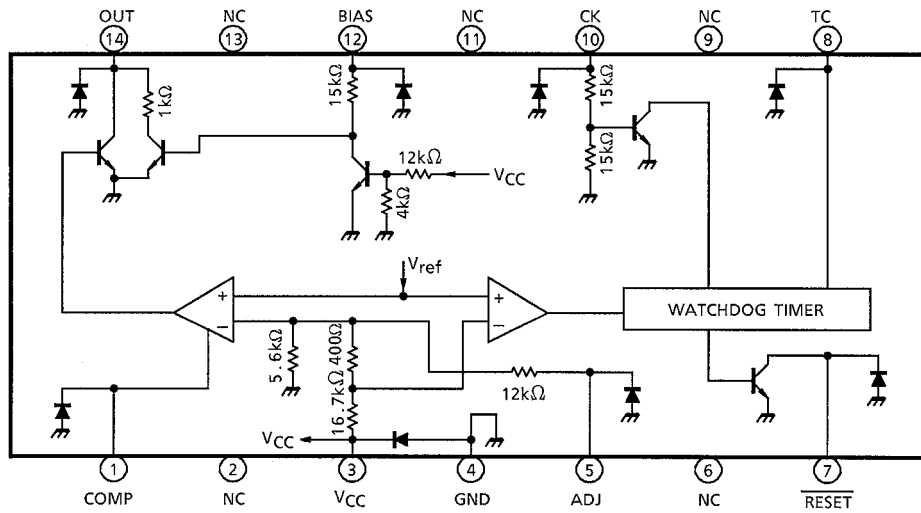 OUT NC BIAS NC CK NC TC
14 13 12 11 10 9 8
1kΩ
15kΩ
15kΩ
15kΩ
12kΩ
VCC
4kΩ
Vref
+
−
+
−
WATCHDOG TIMER
5.6kΩ
400Ω
16.7kΩ
12kΩ
VCC
1 2 3 4 5 6 7
COMP NC VCC GND ADJ NC RESET